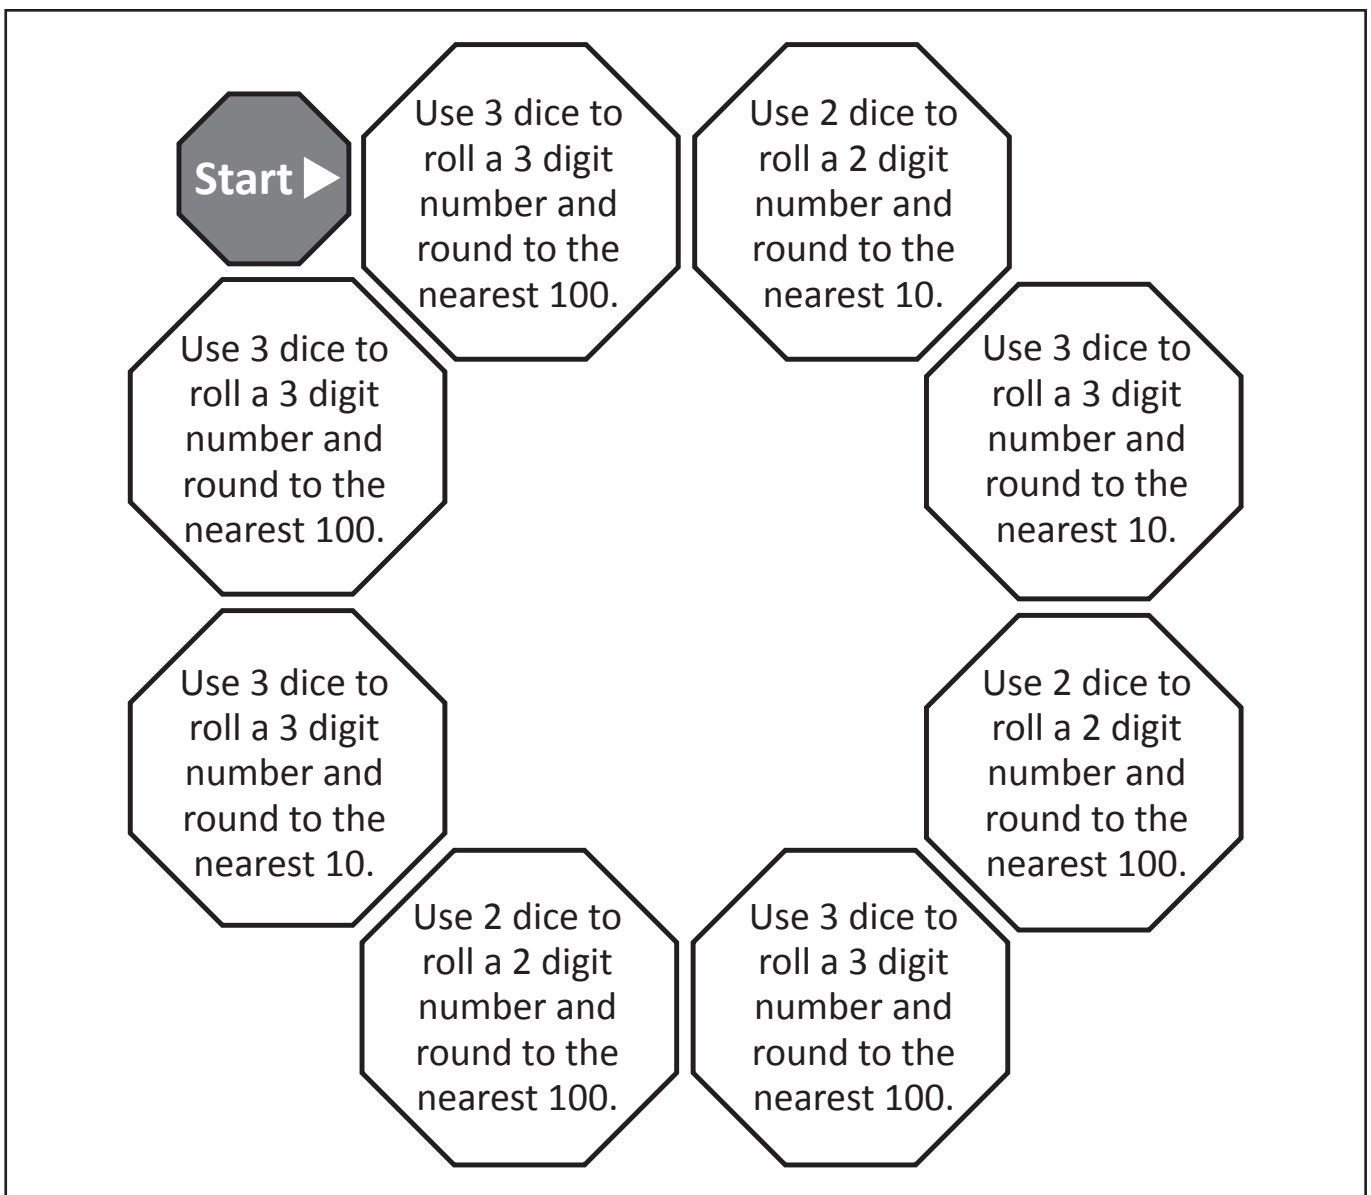 Start
Use 3 dice to
roll a 3 digit
number and
round to the
nearest 100.
Use 2 dice to
roll a 2 digit
number and
round to the
nearest 10.
Use 3 dice to
roll a 3 digit
number and
round to the
nearest 10.
Use 2 dice to
roll a 2 digit
number and
round to the
nearest 100.
Use 3 dice to
roll a 3 digit
number and
round to the
nearest 100.
Use 2 dice to
roll a 2 digit
number and
round to the
nearest 100.
Use 3 dice to
roll a 3 digit
number and
round to the
nearest 10.
Use 3 dice to
roll a 3 digit
number and
round to the
nearest 100.